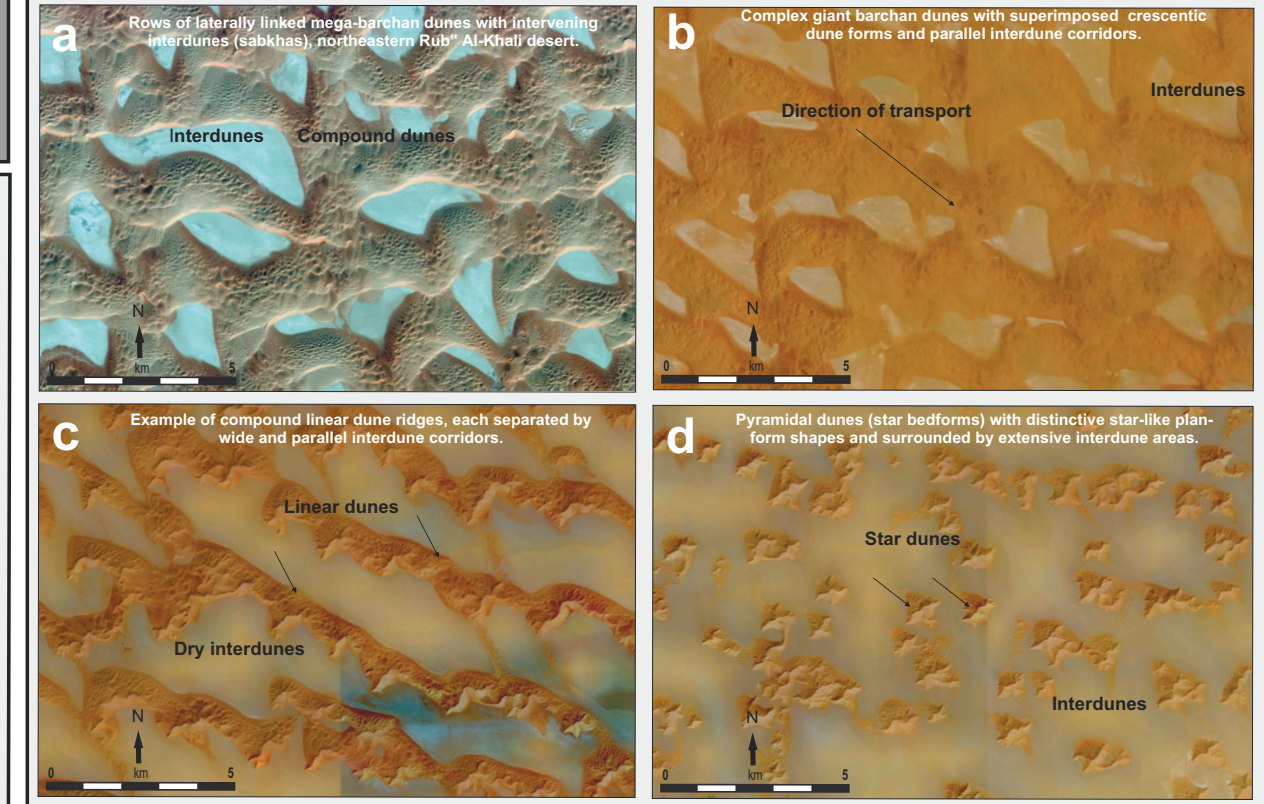 a
Rows of laterally linked mega-barchan dunes with intervening
interdunes (sabkhas), northeastern Rub" Al-Khali desert.
Interdunes
Compound dunes
N
0 km 5
b
Complex giant barchan dunes with superimposed crescentic
dune forms and parallel interdune corridors.
Interdunes
Direction of transport
N
0 km 5
c
Example of compound linear dune ridges, each separated by
wide and parallel interdune corridors.
Linear dunes
Dry interdunes
N
0 km 5
d
Pyramidal dunes (star bedforms) with distinctive star-like plan-
form shapes and surrounded by extensive interdune areas.
Star dunes
Interdunes
N
0 km 5